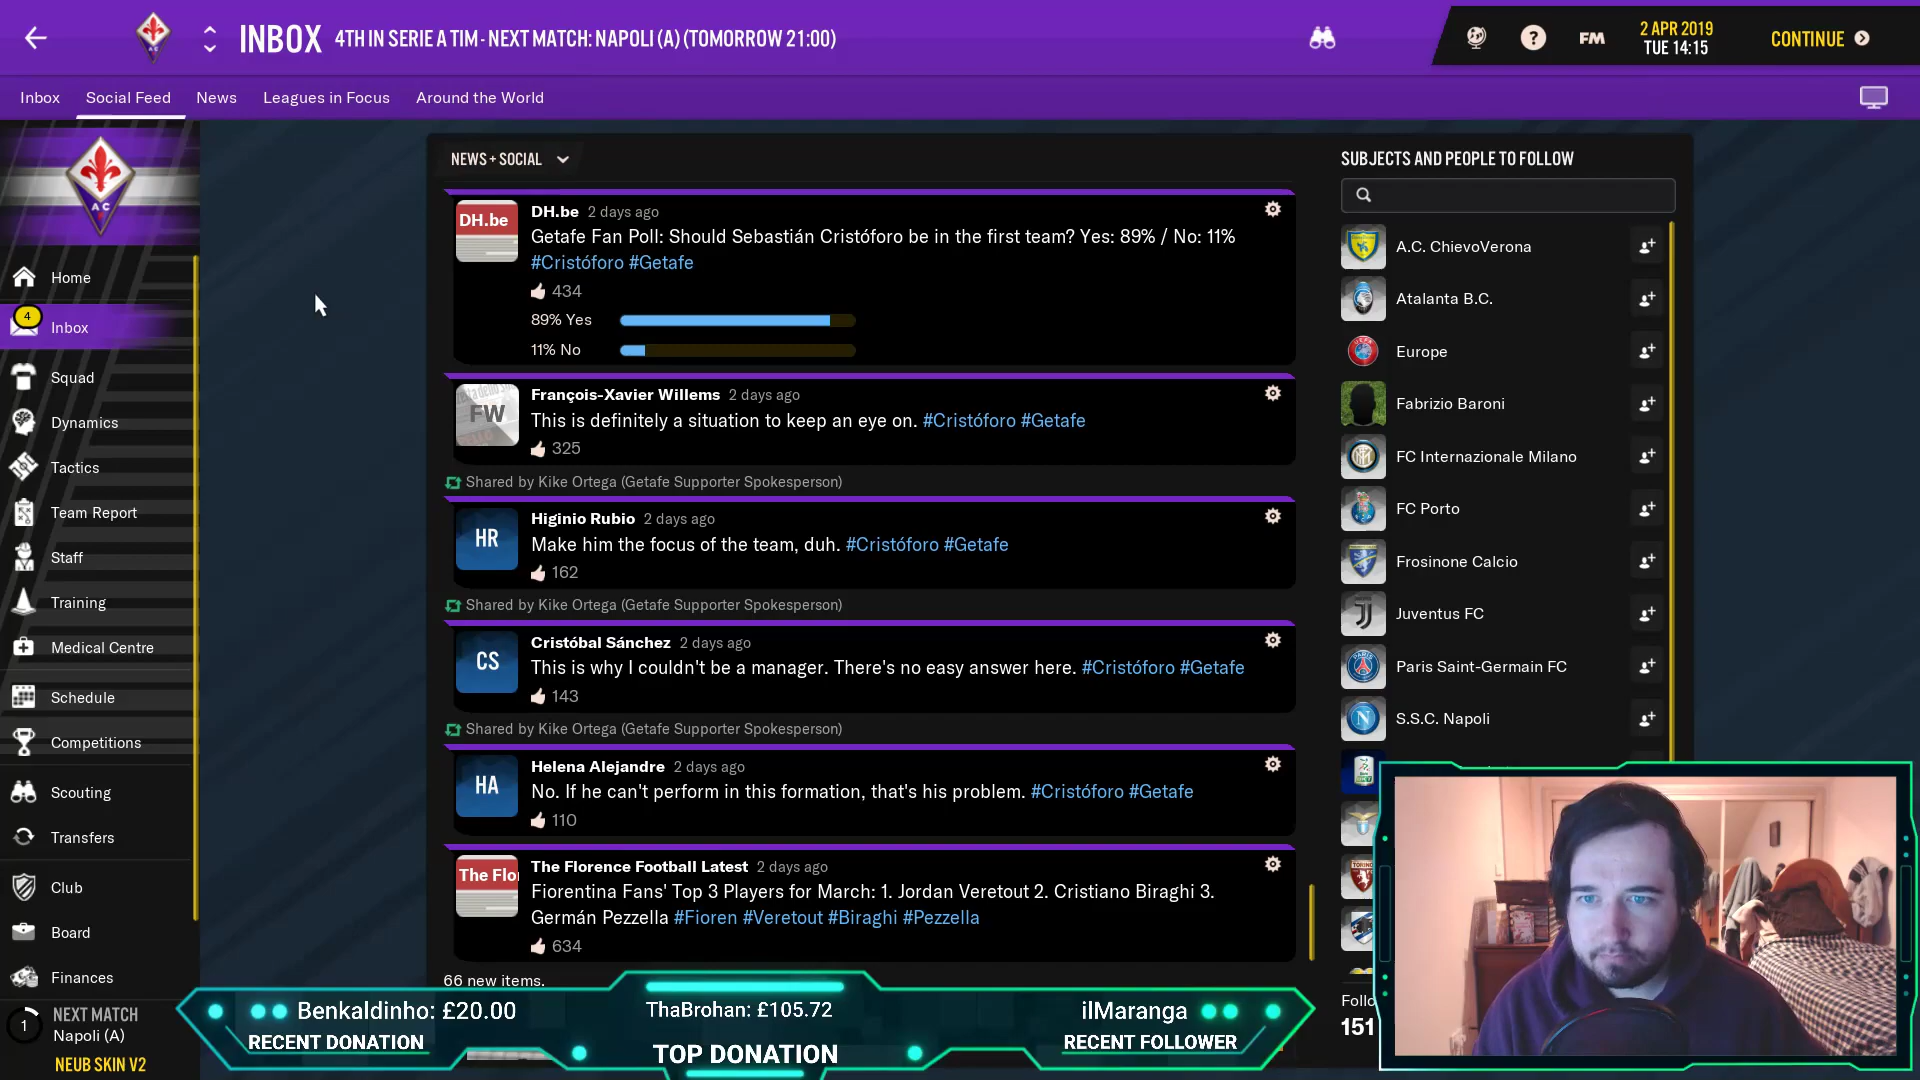 INBOX 4TH IN SERIE A TIM - NEXT MATCH: NAPOLI (A) (TOMORROW 21:00)
FM
2 APR 2019
TUE 14:15
CONTINUE
Inbox Social Feed News Leagues in Focus Around the World
A C
Home
4
Inbox
Squad
Dynamics
Tactics
Team Report
Staff
Training
Medical Centre
Schedule
Competitions
Scouting
Transfers
Club
Board
Finances
1
NEXT MATCH
Napoli (A)
NEUB SKIN V2
NEWS + SOCIAL
DH.be
DH.be 2 days ago
Getafe Fan Poll: Should Sebastián Cristóforo be in the first team? Yes: 89% / No: 11%
#Cristóforo #Getafe
434
89% Yes
11% No
FW
François-Xavier Willems 2 days ago
This is definitely a situation to keep an eye on. #Cristóforo #Getafe
325
Shared by Kike Ortega (Getafe Supporter Spokesperson)
HR
Higinio Rubio 2 days ago
Make him the focus of the team, duh. #Cristóforo #Getafe
162
Shared by Kike Ortega (Getafe Supporter Spokesperson)
CS
Cristóbal Sánchez 2 days ago
This is why I couldn't be a manager. There's no easy answer here. #Cristóforo #Getafe
143
Shared by Kike Ortega (Getafe Supporter Spokesperson)
HA
Helena Alejandre 2 days ago
No. If he can't perform in this formation, that's his problem. #Cristóforo #Getafe
110
The Flo
The Florence Football Latest 2 days ago
Fiorentina Fans' Top 3 Players for March: 1. Jordan Veretout 2. Cristiano Biraghi 3.
Germán Pezzella #Fioren #Veretout #Biraghi #Pezzella
634
66 new items.
SUBJECTS AND PEOPLE TO FOLLOW
A.C. ChievoVerona
Atalanta B.C.
Europe
Fabrizio Baroni
FC Internazionale Milano
FC Porto
Frosinone Calcio
Juventus FC
Paris Saint-Germain FC
S.S.C. Napoli
Follo
151
Benkaldinho: £20.00
RECENT DONATION
ThaBrohan: £105.72
TOP DONATION
ilMaranga
RECENT FOLLOWER